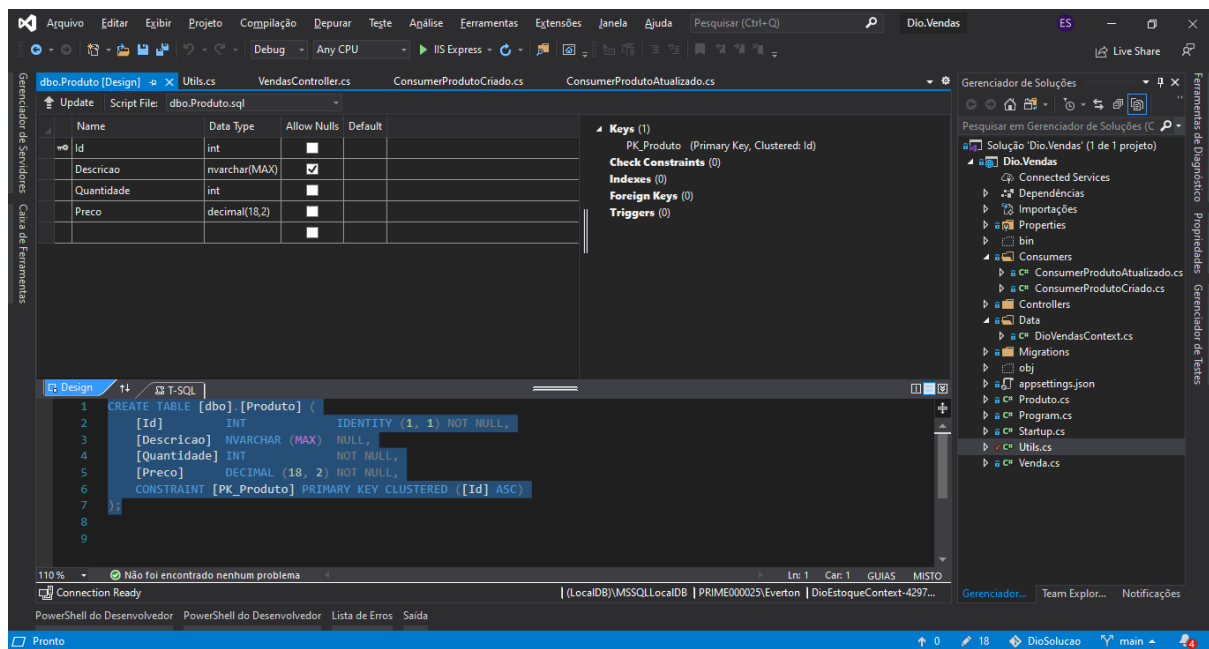 Arquivo Editar Exibir Projeto Compilação Depurar Teste Análise Ferramentas Extensões Janela Ajuda Pesquisar (Ctrl+Q) Dio.Vendas ES
Debug Any CPU IIS Express Live Share
dbo.Produto [Design] Utils.cs VendasController.cs ConsumerProdutoCriado.cs ConsumerProdutoAtualizado.cs
Update Script File: dbo.Produto.sql
Name Data Type Allow Nulls Default
Id int
Descricao nvarchar(MAX)
Quantidade int
Preco decimal(18,2)
Keys (1)
PK_Produto (Primary Key, Clustered: Id)
Check Constraints (0)
Indexes (0)
Foreign Keys (0)
Triggers (0)
Design T-SQL
1 CREATE TABLE [dbo].[Produto] (
2 [Id] INT IDENTITY (1, 1) NOT NULL,
3 [Descricao] NVARCHAR (MAX) NULL,
4 [Quantidade] INT NOT NULL,
5 [Preco] DECIMAL (18, 2) NOT NULL,
6 CONSTRAINT [PK_Produto] PRIMARY KEY CLUSTERED ([Id] ASC)
7 );
8
9
110 % Não foi encontrado nenhum problema Ln: 1 Car: 1 GUIAS MISTO
Connection Ready (LocalDB)\MSSQLLocalDB PRIME000025\Everton DioEstoqueContext-4297...
PowerShell do Desenvolvedor PowerShell do Desenvolvedor Lista de Erros Saída
Gerenciador de Servidores
Caixa de Ferramentas
Gerenciador de Soluções
Pesquisar em Gerenciador de Soluções (C
Solução 'Dio.Vendas' (1 de 1 projeto)
Dio.Vendas
Connected Services
Dependências
Importações
Properties
bin
Consumers
C# ConsumerProdutoAtualizado.cs
C# ConsumerProdutoCriado.cs
Controllers
Data
C# DioVendasContext.cs
Migrations
obj
appsettings.json
C# Produto.cs
C# Program.cs
C# Startup.cs
C# Utils.cs
C# Venda.cs
Gerenciador... Team Explor... Notificações
Ferramentas de Diagnóstico
Propriedades
Gerenciador de Testes
Pronto 0 18 DioSolucao main 4